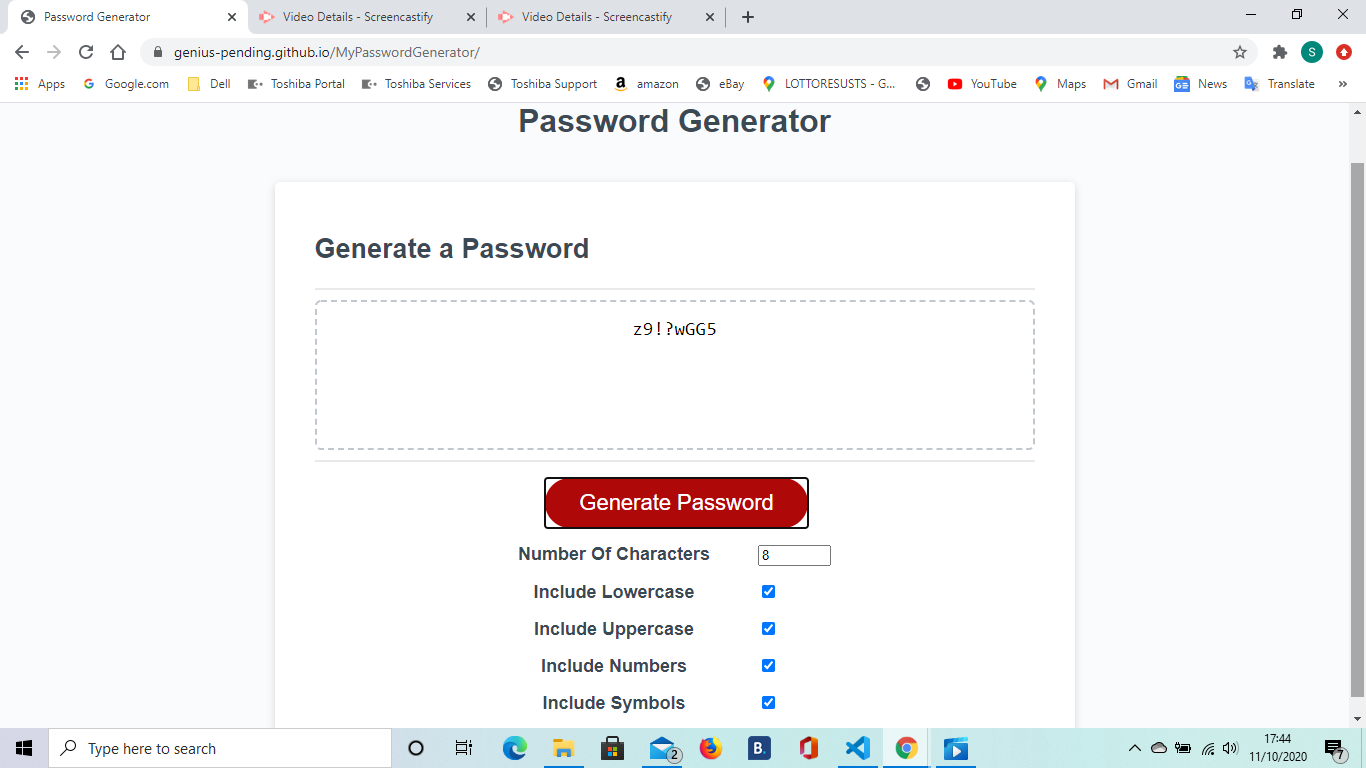 Password Generator
Video Details - Screencastify
Video Details - Screencastify
genius-pending.github.io/MyPasswordGenerator/
S
Apps
Google.com
Dell
Toshiba Portal
Toshiba Services
Toshiba Support
amazon
eBay
LOTTORESUSTS - G...
YouTube
Maps
Gmail
News
Translate
»
Password Generator
Generate a Password
z9!?wGG5
Generate Password
Number Of Characters 8
Include Lowercase
Include Uppercase
Include Numbers
Include Symbols
Type here to search
2
B.
17:44
11/10/2020
7